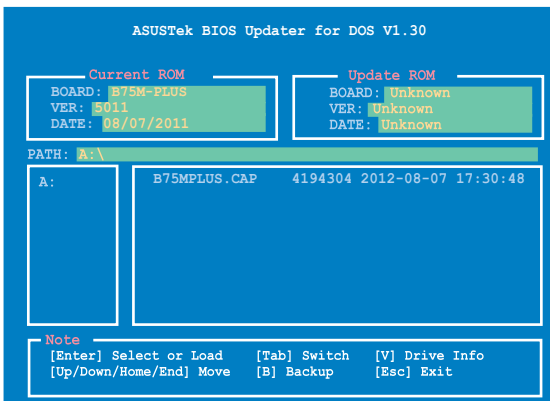 ASUSTek BIOS Updater for DOS V1.30
Current ROM
BOARD: B75M-PLUS
VER: 5011
DATE: 08/07/2011
Update ROM
BOARD: Unknown
VER: Unknown
DATE: Unknown
PATH: A:\
A:
B75MPLUS.CAP 4194304 2012-08-07 17:30:48
Note
[Enter] Select or Load [Tab] Switch [V] Drive Info
[Up/Down/Home/End] Move [B] Backup [Esc] Exit